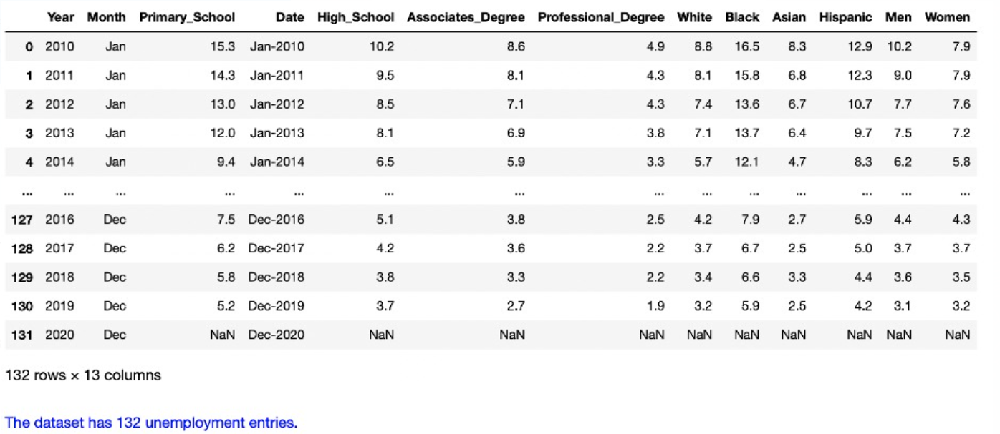 Year Month Primary_School Date High_School Associates_Degree Professional_Degree White Black Asian Hispanic Men Women
0 2010 Jan 15.3 Jan-2010 10.2 8.6 4.9 8.8 16.5 8.3 12.9 10.2 7.9
1 2011 Jan 14.3 Jan-2011 9.5 8.1 4.3 8.1 15.8 6.8 12.3 9.0 7.9
2 2012 Jan 13.0 Jan-2012 8.5 7.1 4.3 7.4 13.6 6.7 10.7 7.7 7.6
3 2013 Jan 12.0 Jan-2013 8.1 6.9 3.8 7.1 13.7 6.4 9.7 7.5 7.2
4 2014 Jan 9.4 Jan-2014 6.5 5.9 3.3 5.7 12.1 4.7 8.3 6.2 5.8
... ... ... ... ... ... ... ... ... ... ... ... ... ...
127 2016 Dec 7.5 Dec-2016 5.1 3.8 2.5 4.2 7.9 2.7 5.9 4.4 4.3
128 2017 Dec 6.2 Dec-2017 4.2 3.6 2.2 3.7 6.7 2.5 5.0 3.7 3.7
129 2018 Dec 5.8 Dec-2018 3.8 3.3 2.2 3.4 6.6 3.3 4.4 3.6 3.5
130 2019 Dec 5.2 Dec-2019 3.7 2.7 1.9 3.2 5.9 2.5 4.2 3.1 3.2
131 2020 Dec NaN Dec-2020 NaN NaN NaN NaN NaN NaN NaN NaN NaN
132 rows × 13 columns
The dataset has 132 unemployment entries.